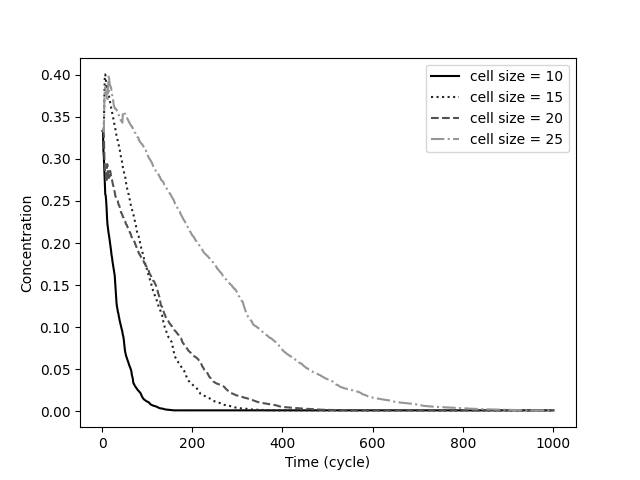 0.40
0.35
0.30
0.25
0.20
0.15
0.10
0.05
0.00
Concentration
0
200
400
600
800
1000
Time (cycle)
cell size = 10
cell size = 15
cell size = 20
cell size = 25